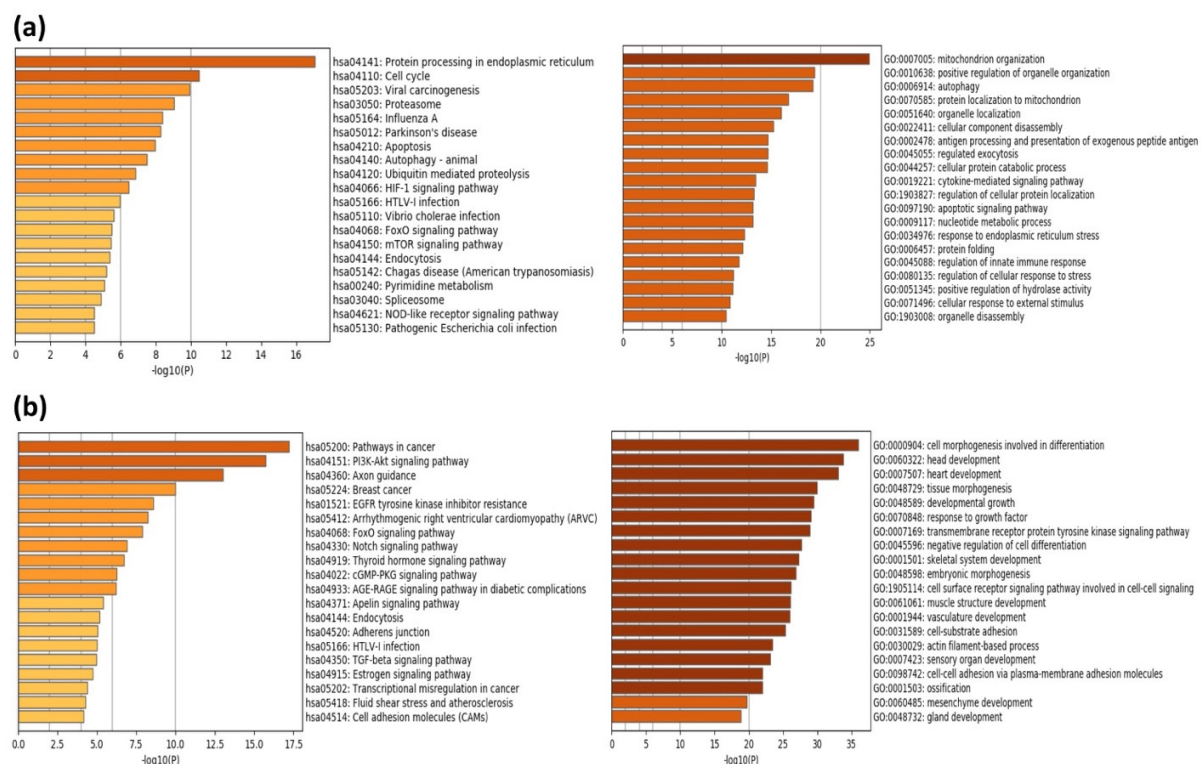 (a)
hsa04141: Protein processing in endoplasmic reticulum
hsa04110: Cell cycle
hsa05203: Viral carcinogenesis
hsa03050: Proteasome
hsa05164: Influenza A
hsa05012: Parkinson's disease
hsa04210: Apoptosis
hsa04140: Autophagy - animal
hsa04120: Ubiquitin mediated proteolysis
hsa04066: HIF-1 signaling pathway
hsa05166: HTLV-I infection
hsa05110: Vibrio cholerae infection
hsa04068: FoxO signaling pathway
hsa04150: mTOR signaling pathway
hsa04144: Endocytosis
hsa05142: Chagas disease (American trypanosomiasis)
hsa00240: Pyrimidine metabolism
hsa03040: Spliceosome
hsa04621: NOD-like receptor signaling pathway
hsa05130: Pathogenic Escherichia coli infection
0 2 4 6 8 10 12 14 16
-log10(P)
GO:0007005: mitochondrion organization
GO:0010638: positive regulation of organelle organization
GO:0006914: autophagy
GO:0070585: protein localization to mitochondrion
GO:0051640: organelle localization
GO:0022411: cellular component disassembly
GO:0002478: antigen processing and presentation of exogenous peptide antigen
GO:0045055: regulated exocytosis
GO:0044257: cellular protein catabolic process
GO:0019221: cytokine-mediated signaling pathway
GO:1903827: regulation of cellular protein localization
GO:0097190: apoptotic signaling pathway
GO:0009117: nucleotide metabolic process
GO:0034976: response to endoplasmic reticulum stress
GO:0006457: protein folding
GO:0045088: regulation of innate immune response
GO:0080135: regulation of cellular response to stress
GO:0051345: positive regulation of hydrolase activity
GO:0071496: cellular response to external stimulus
GO:1903008: organelle disassembly
0 5 10 15 20 25
-log10(P)
(b)
hsa05200: Pathways in cancer
hsa04151: PI3K-Akt signaling pathway
hsa04360: Axon guidance
hsa05224: Breast cancer
hsa01521: EGFR tyrosine kinase inhibitor resistance
hsa05412: Arrhythmogenic right ventricular cardiomyopathy (ARVC)
hsa04068: FoxO signaling pathway
hsa04330: Notch signaling pathway
hsa04919: Thyroid hormone signaling pathway
hsa04022: cGMP-PKG signaling pathway
hsa04933: AGE-RAGE signaling pathway in diabetic complications
hsa04371: Apelin signaling pathway
hsa04144: Endocytosis
hsa04520: Adherens junction
hsa05166: HTLV-I infection
hsa04350: TGF-beta signaling pathway
hsa04915: Estrogen signaling pathway
hsa05202: Transcriptional misregulation in cancer
hsa05418: Fluid shear stress and atherosclerosis
hsa04514: Cell adhesion molecules (CAMs)
0.0 2.5 5.0 7.5 10.0 12.5 15.0 17.5
-log10(P)
GO:0000904: cell morphogenesis involved in differentiation
GO:0060322: head development
GO:0007507: heart development
GO:0048729: tissue morphogenesis
GO:0048589: developmental growth
GO:0070848: response to growth factor
GO:0007169: transmembrane receptor protein tyrosine kinase signaling pathway
GO:0045596: negative regulation of cell differentiation
GO:0001501: skeletal system development
GO:0048598: embryonic morphogenesis
GO:1905114: cell surface receptor signaling pathway involved in cell-cell signaling
GO:0061061: muscle structure development
GO:0001944: vasculature development
GO:0031589: cell-substrate adhesion
GO:0030029: actin filament-based process
GO:0007423: sensory organ development
GO:0098742: cell-cell adhesion via plasma-membrane adhesion molecules
GO:0001503: ossification
GO:0060485: mesenchyme development
GO:0048732: gland development
0 5 10 15 20 25 30 35
-log10(P)